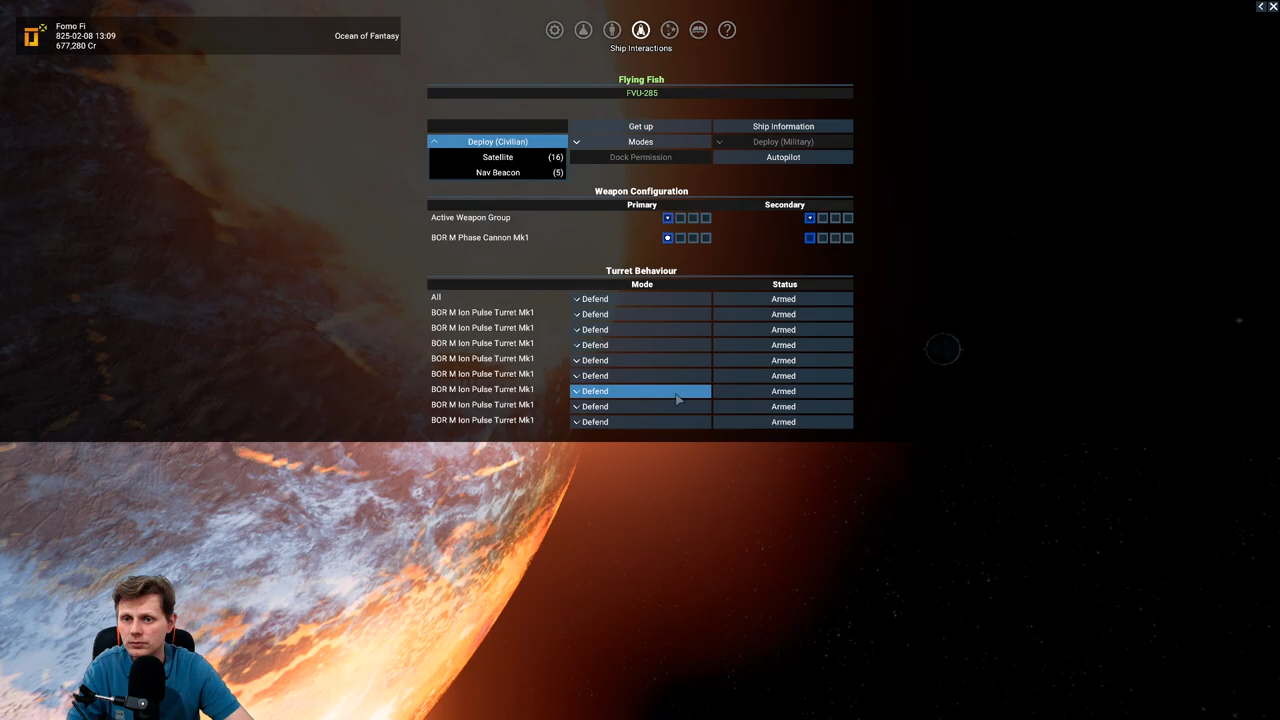 Fomo Fi
825-02-08 13:09
677,280 Cr
Ocean of Fantasy
?
Ship Interactions
Flying Fish
FVU-285
Get up
Ship Information
Deploy (Civilian)
Modes
Deploy (Military)
Satellite (16)
Dock Permission
Autopilot
Nav Beacon (5)
Weapon Configuration
Primary
Secondary
Active Weapon Group
BOR M Phase Cannon Mk1
Turret Behaviour
Mode
Status
All Defend Armed
BOR M Ion Pulse Turret Mk1 Defend Armed
BOR M Ion Pulse Turret Mk1 Defend Armed
BOR M Ion Pulse Turret Mk1 Defend Armed
BOR M Ion Pulse Turret Mk1 Defend Armed
BOR M Ion Pulse Turret Mk1 Defend Armed
BOR M Ion Pulse Turret Mk1 Defend Armed
BOR M Ion Pulse Turret Mk1 Defend Armed
BOR M Ion Pulse Turret Mk1 Defend Armed